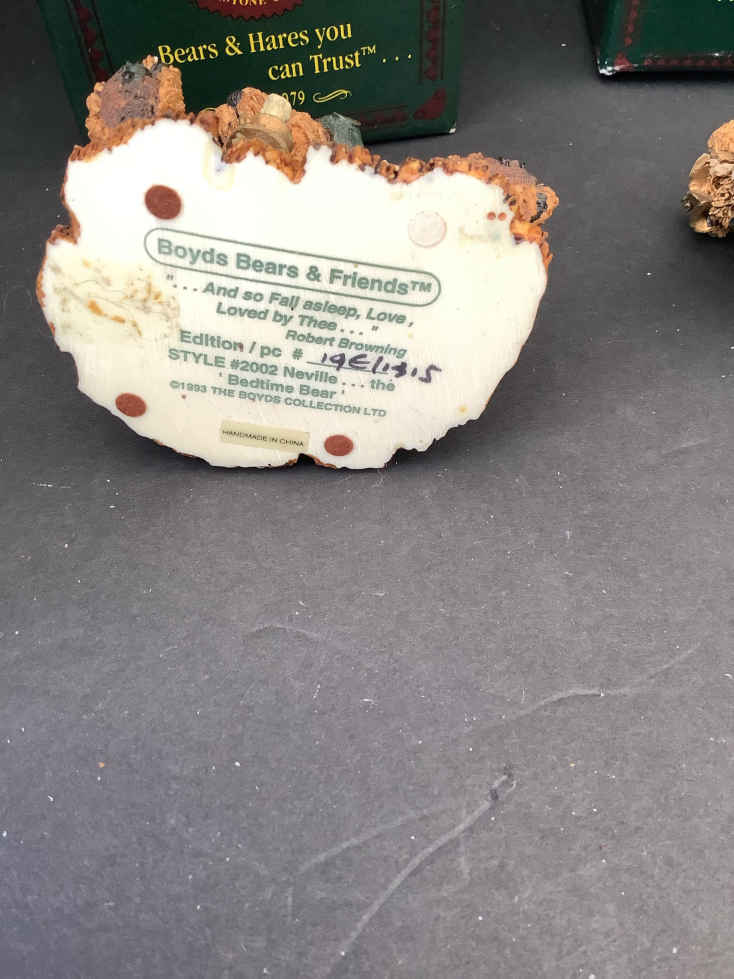 Bears & Hares you
can Trust™ . . .
Boyds Bears & Friends™
"... And so Fall asleep, Love,
Loved by Thee ... "
Robert Browning
Edition / pc # 19E/1315
STYLE #2002 Neville ... the
' Bedtime Bear '
©1993 THE BOYDS COLLECTION LTD
HANDMADE IN CHINA